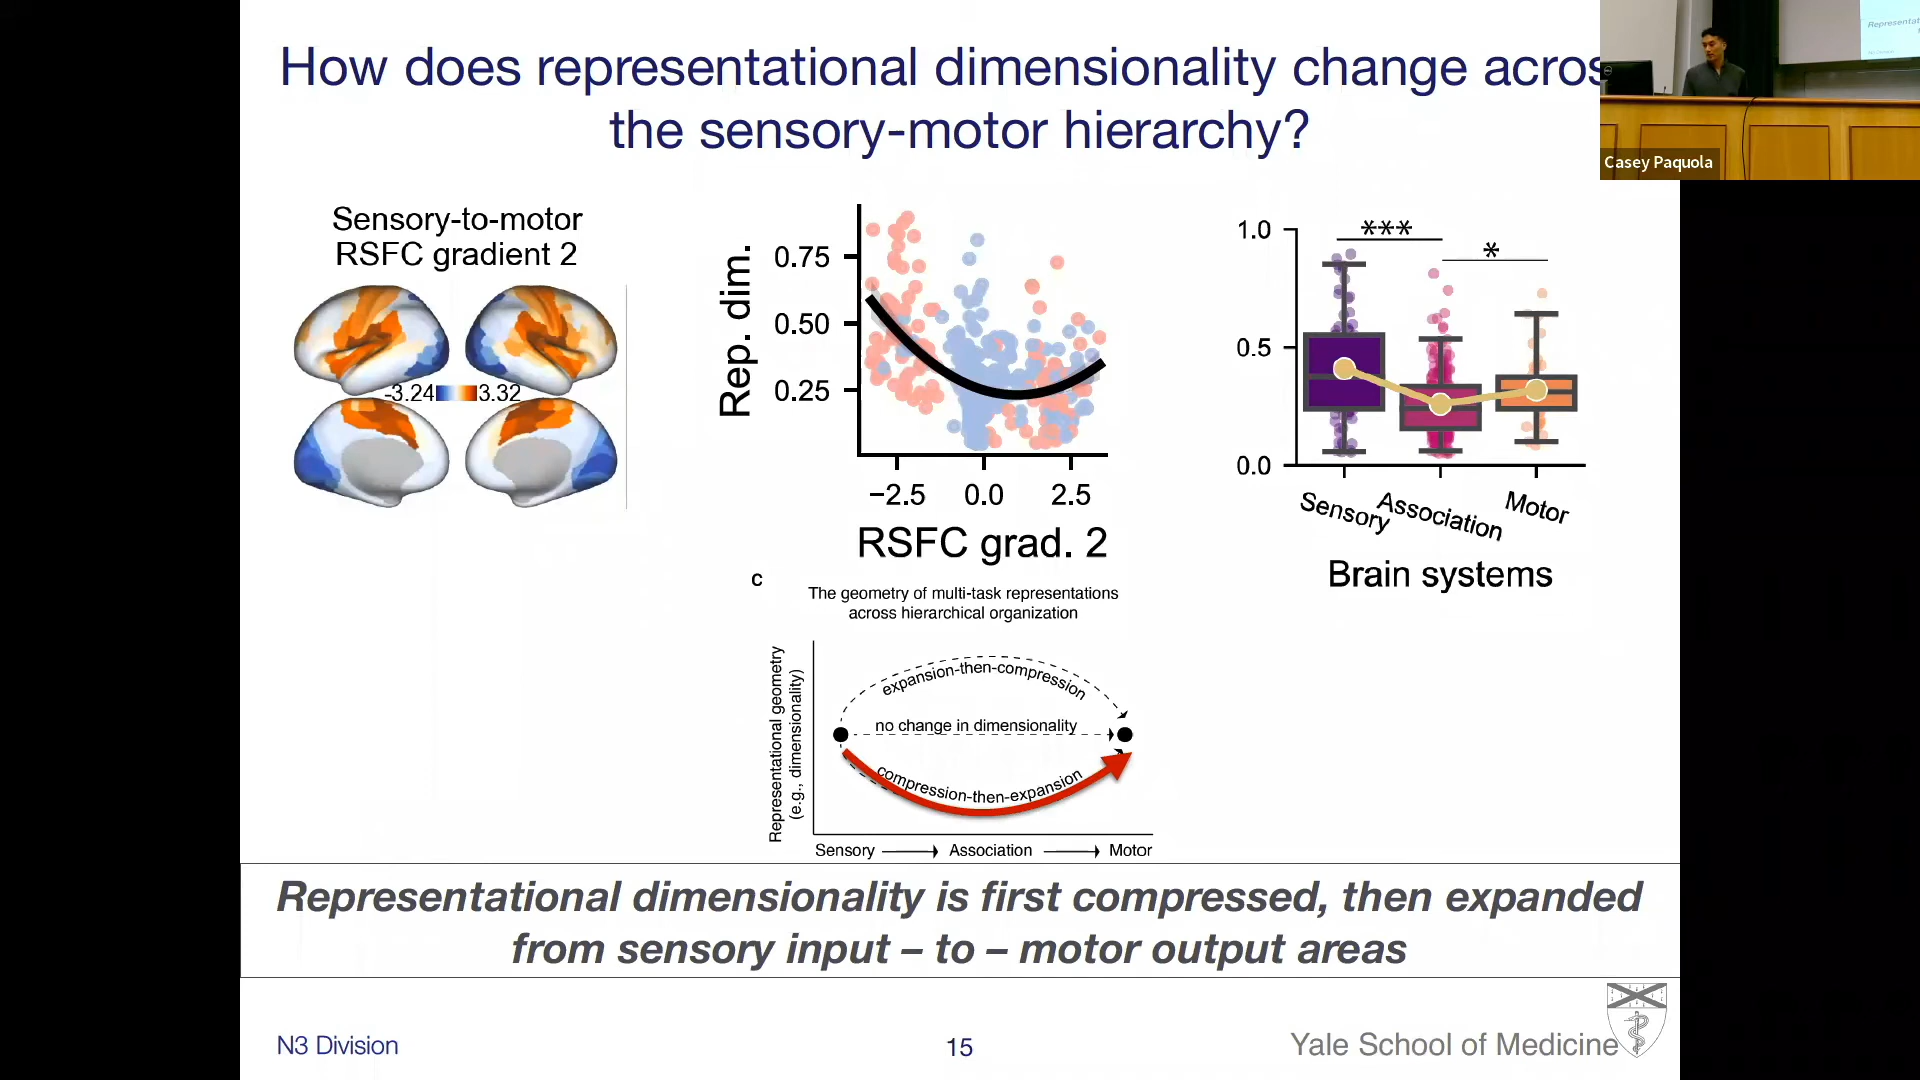 How does representational dimensionality change acros
the sensory-motor hierarchy?
Casey Paquola
Sensory-to-motor
RSFC gradient 2
-3.24 3.32
Rep. dim.
0.75
0.50
0.25
−2.5 0.0 2.5
RSFC grad. 2
1.0
0.5
0.0
***
*
Sensory Association Motor
Brain systems
c
The geometry of multi-task representations
across hierarchical organization
Representational geometry
(e.g., dimensionality)
expansion-then-compression
no change in dimensionality
compression-then-expansion
Sensory Association Motor
Representational dimensionality is first compressed, then expanded
from sensory input – to – motor output areas
N3 Division
15
Yale School of Medicine